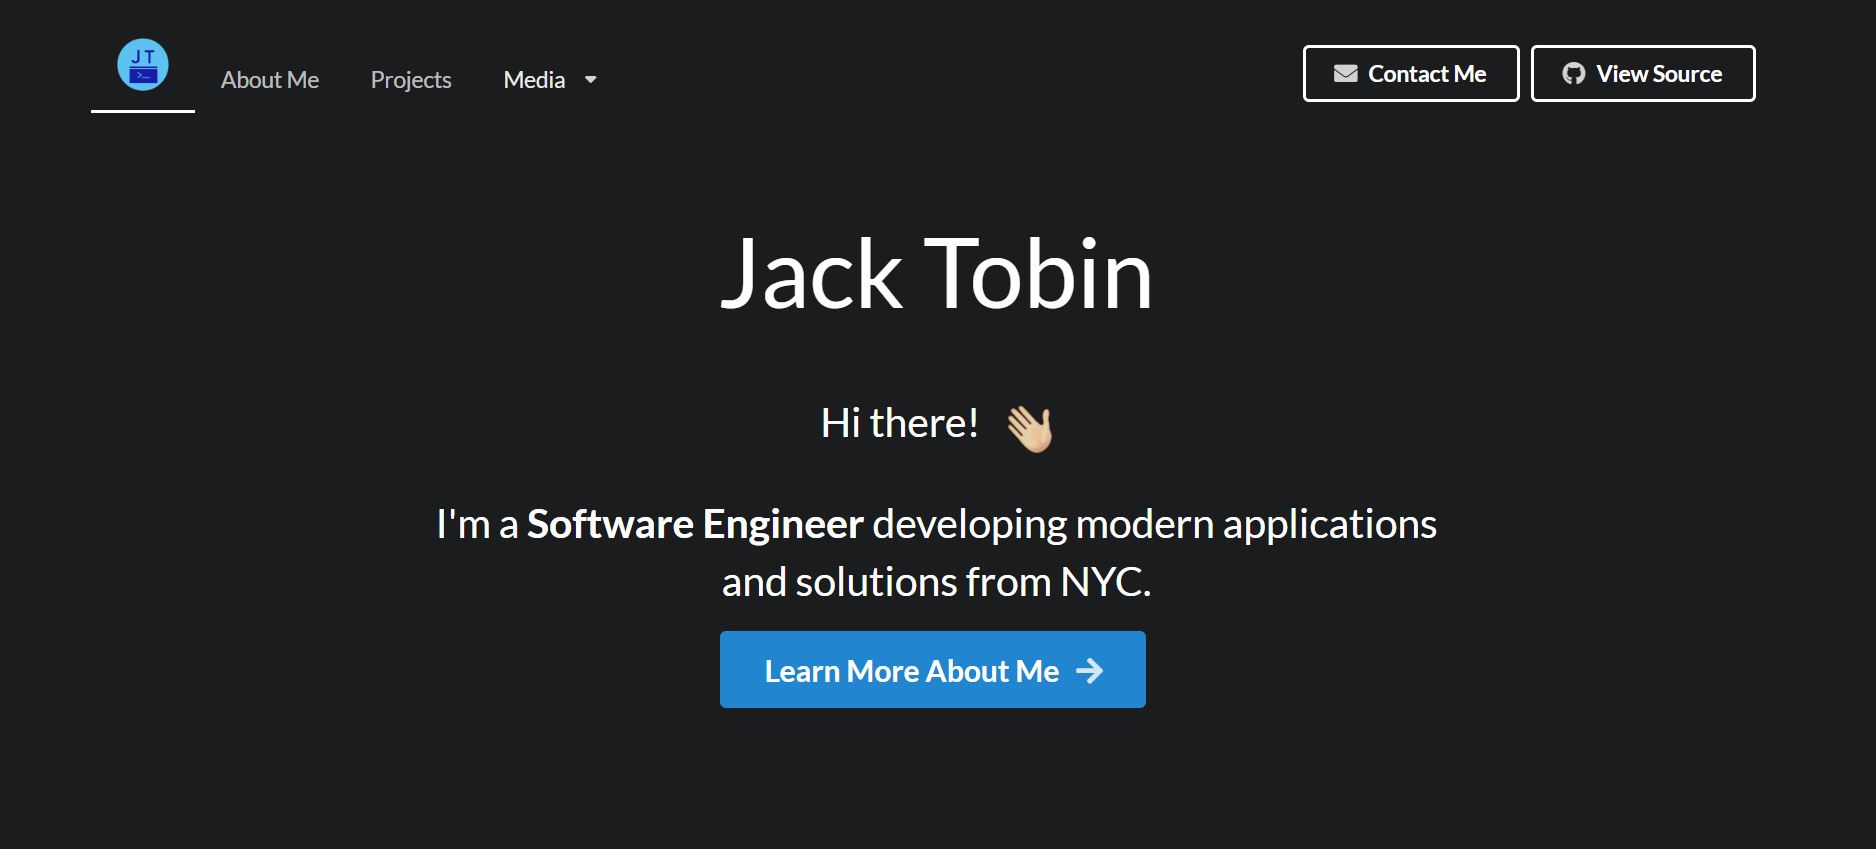 JT
>_
About Me
Projects
Media
Contact Me
View Source
Jack Tobin
Hi there! 👋🏼
I'm a Software Engineer developing modern applications
and solutions from NYC.
Learn More About Me